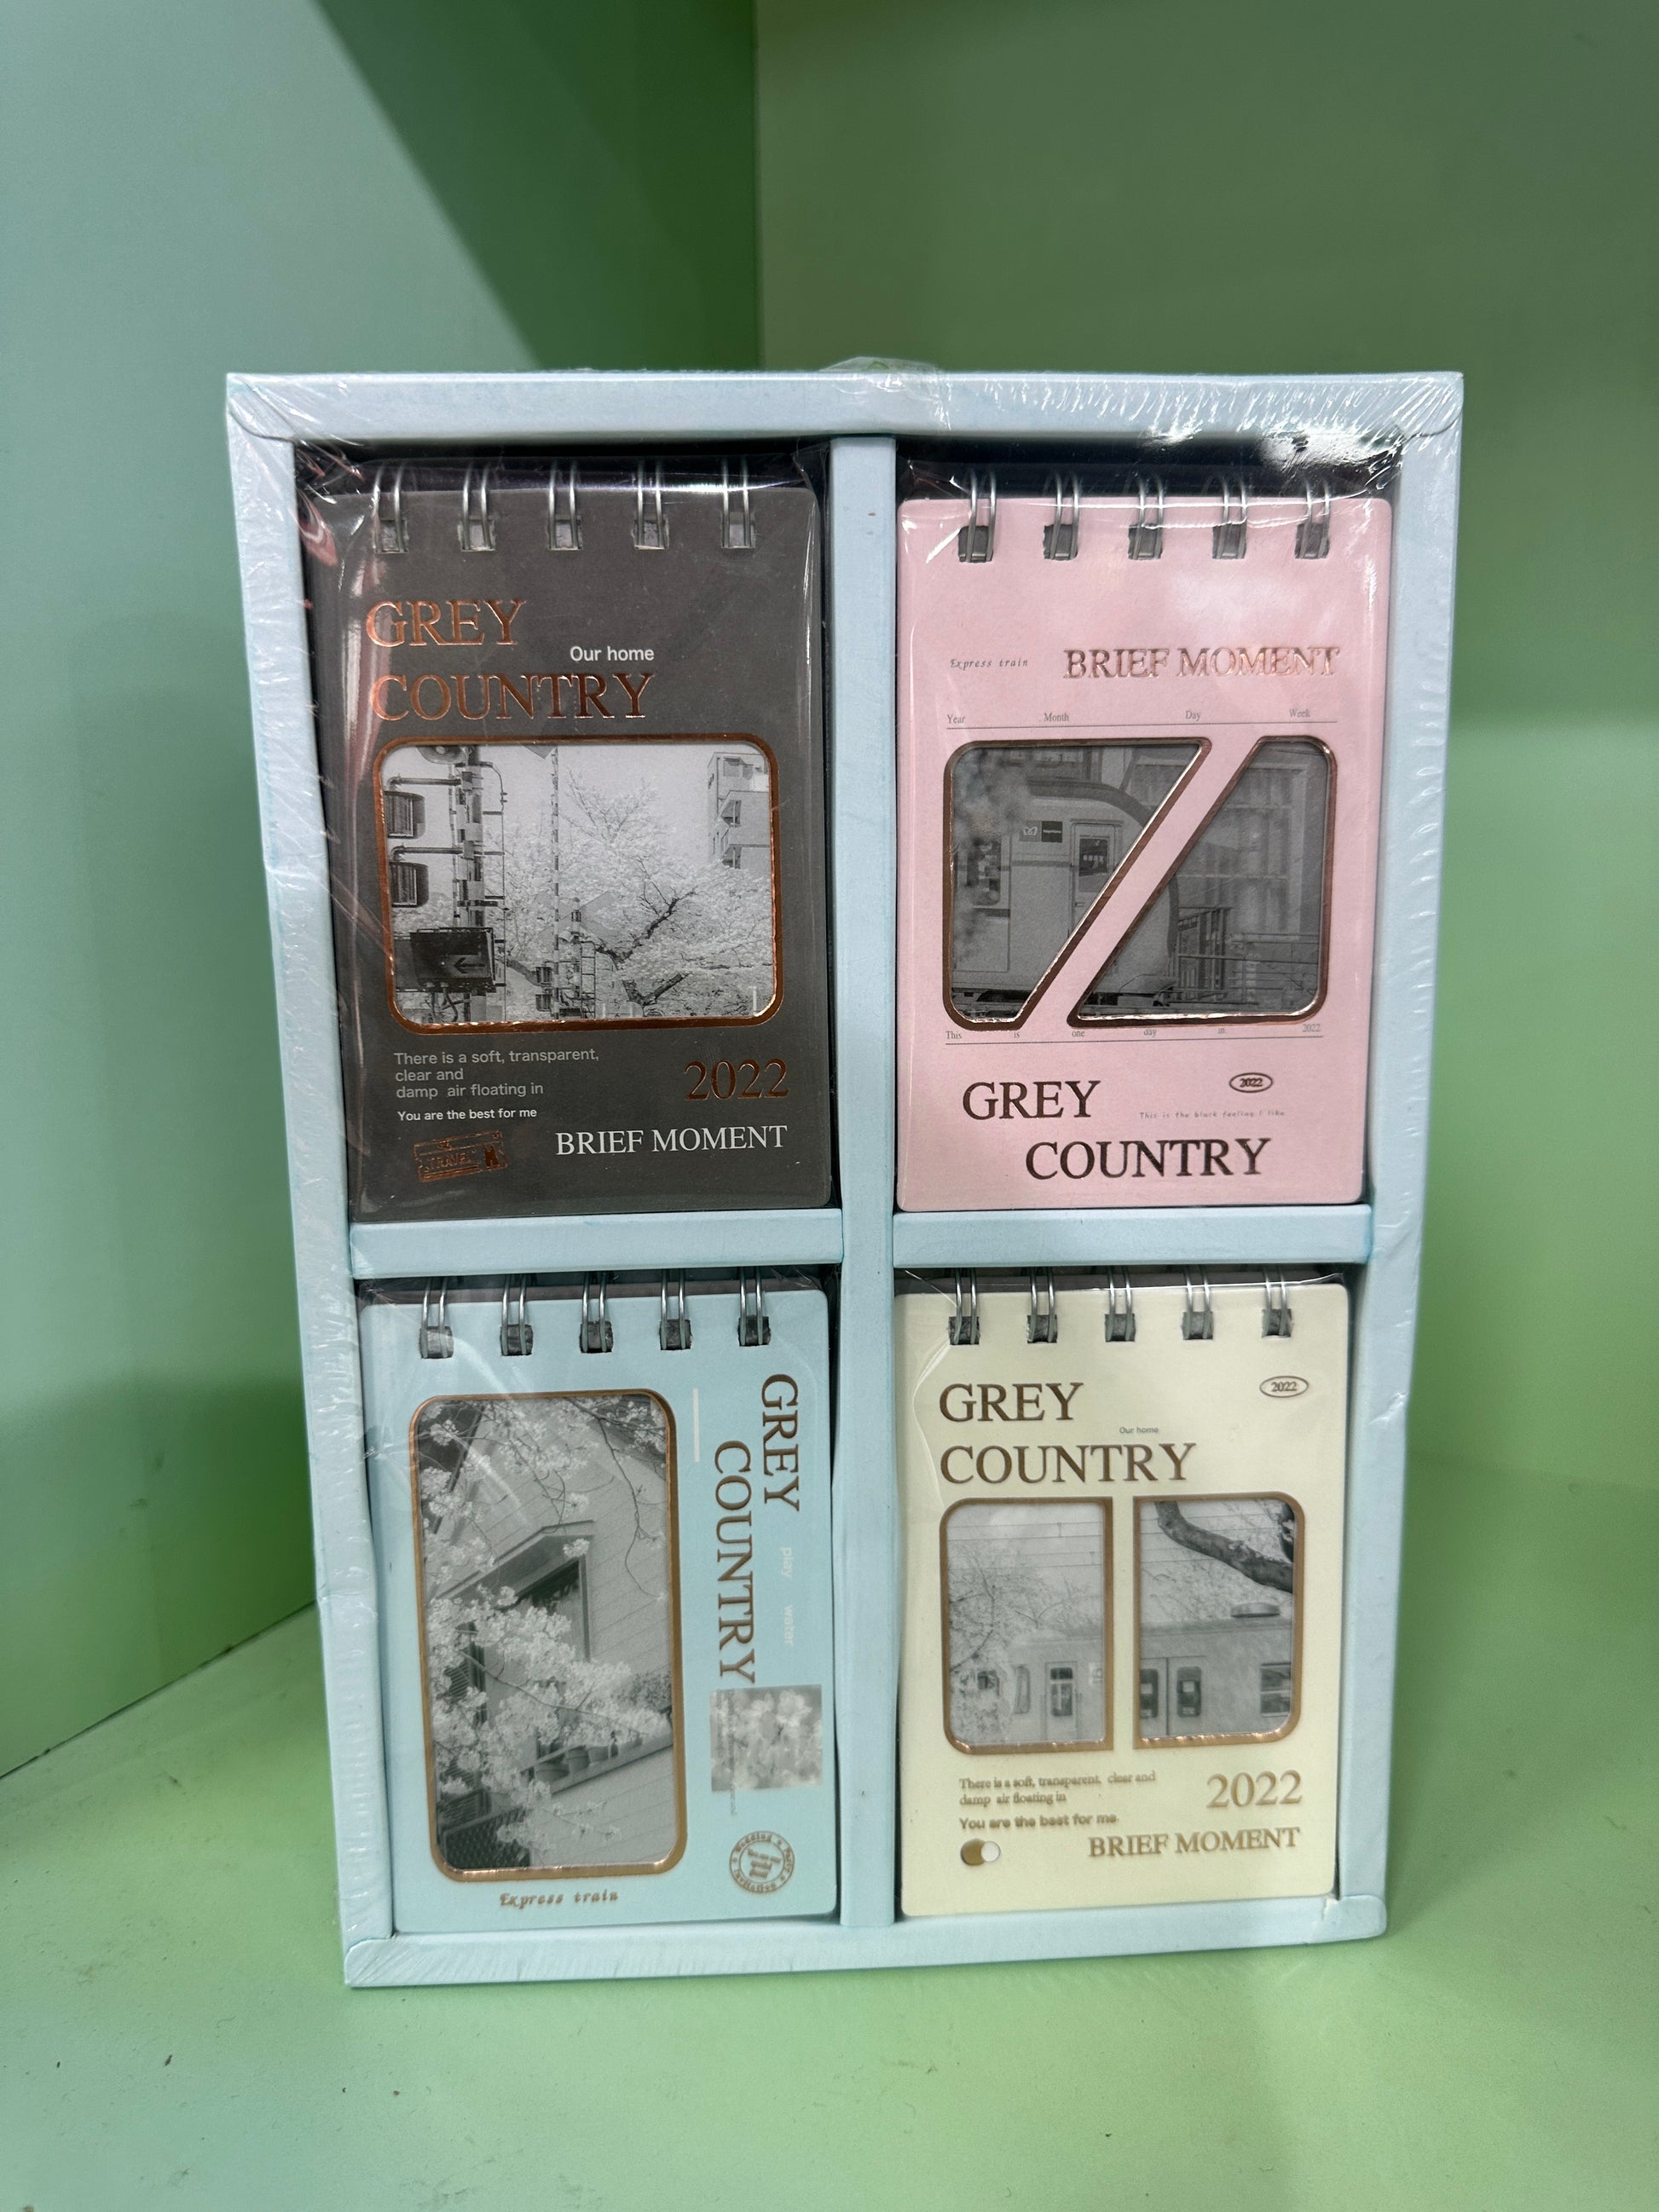 GREY
Our home
COUNTRY
There is a soft, transparent,
clear and
damp air floating in
You are the best for me
2022
TRAVEL
BRIEF MOMENT
Express train
BRIEF MOMENT
Year Month Day Week
This is one day in 2022
GREY
2022
This is the black feeling I like
COUNTRY
GREY
COUNTRY
play water
Express train
GREY
2022
Our home
COUNTRY
There is a soft, transparent, clear and
damp air floating in
You are the best for me
2022
BRIEF MOMENT